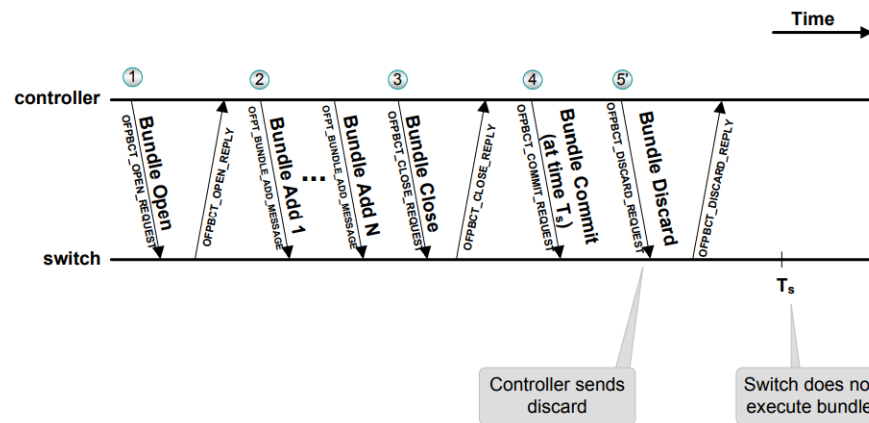 Time
1
2
3
4
5'
controller
Bundle Open
OFPBCT_OPEN_REQUEST
OFPBCT_OPEN_REPLY
Bundle Add 1
OFPT_BUNDLE_ADD_MESSAGE
...
Bundle Add N
OFPT_BUNDLE_ADD_MESSAGE
Bundle Close
OFPBCT_CLOSE_REQUEST
OFPBCT_CLOSE_REPLY
Bundle Commit
(at time Ts)
OFPBCT_COMMIT_REQUEST
Bundle Discard
OFPBCT_DISCARD_REQUEST
OFPBCT_DISCARD_REPLY
switch
Ts
Controller sends
discard
Switch does no
execute bundle